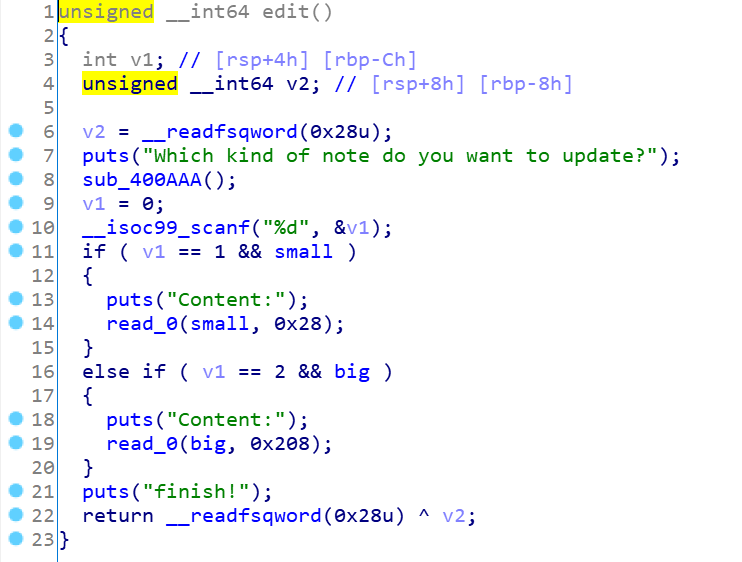 1 unsigned __int64 edit()
2 {
3   int v1; // [rsp+4h] [rbp-Ch]
4   unsigned __int64 v2; // [rsp+8h] [rbp-8h]
5
6   v2 = __readfsqword(0x28u);
7   puts("Which kind of note do you want to update?");
8   sub_400AAA();
9   v1 = 0;
10   __isoc99_scanf("%d", &v1);
11   if ( v1 == 1 && small )
12   {
13     puts("Content:");
14     read_0(small, 0x28);
15   }
16   else if ( v1 == 2 && big )
17   {
18     puts("Content:");
19     read_0(big, 0x208);
20   }
21   puts("finish!");
22   return __readfsqword(0x28u) ^ v2;
23 }